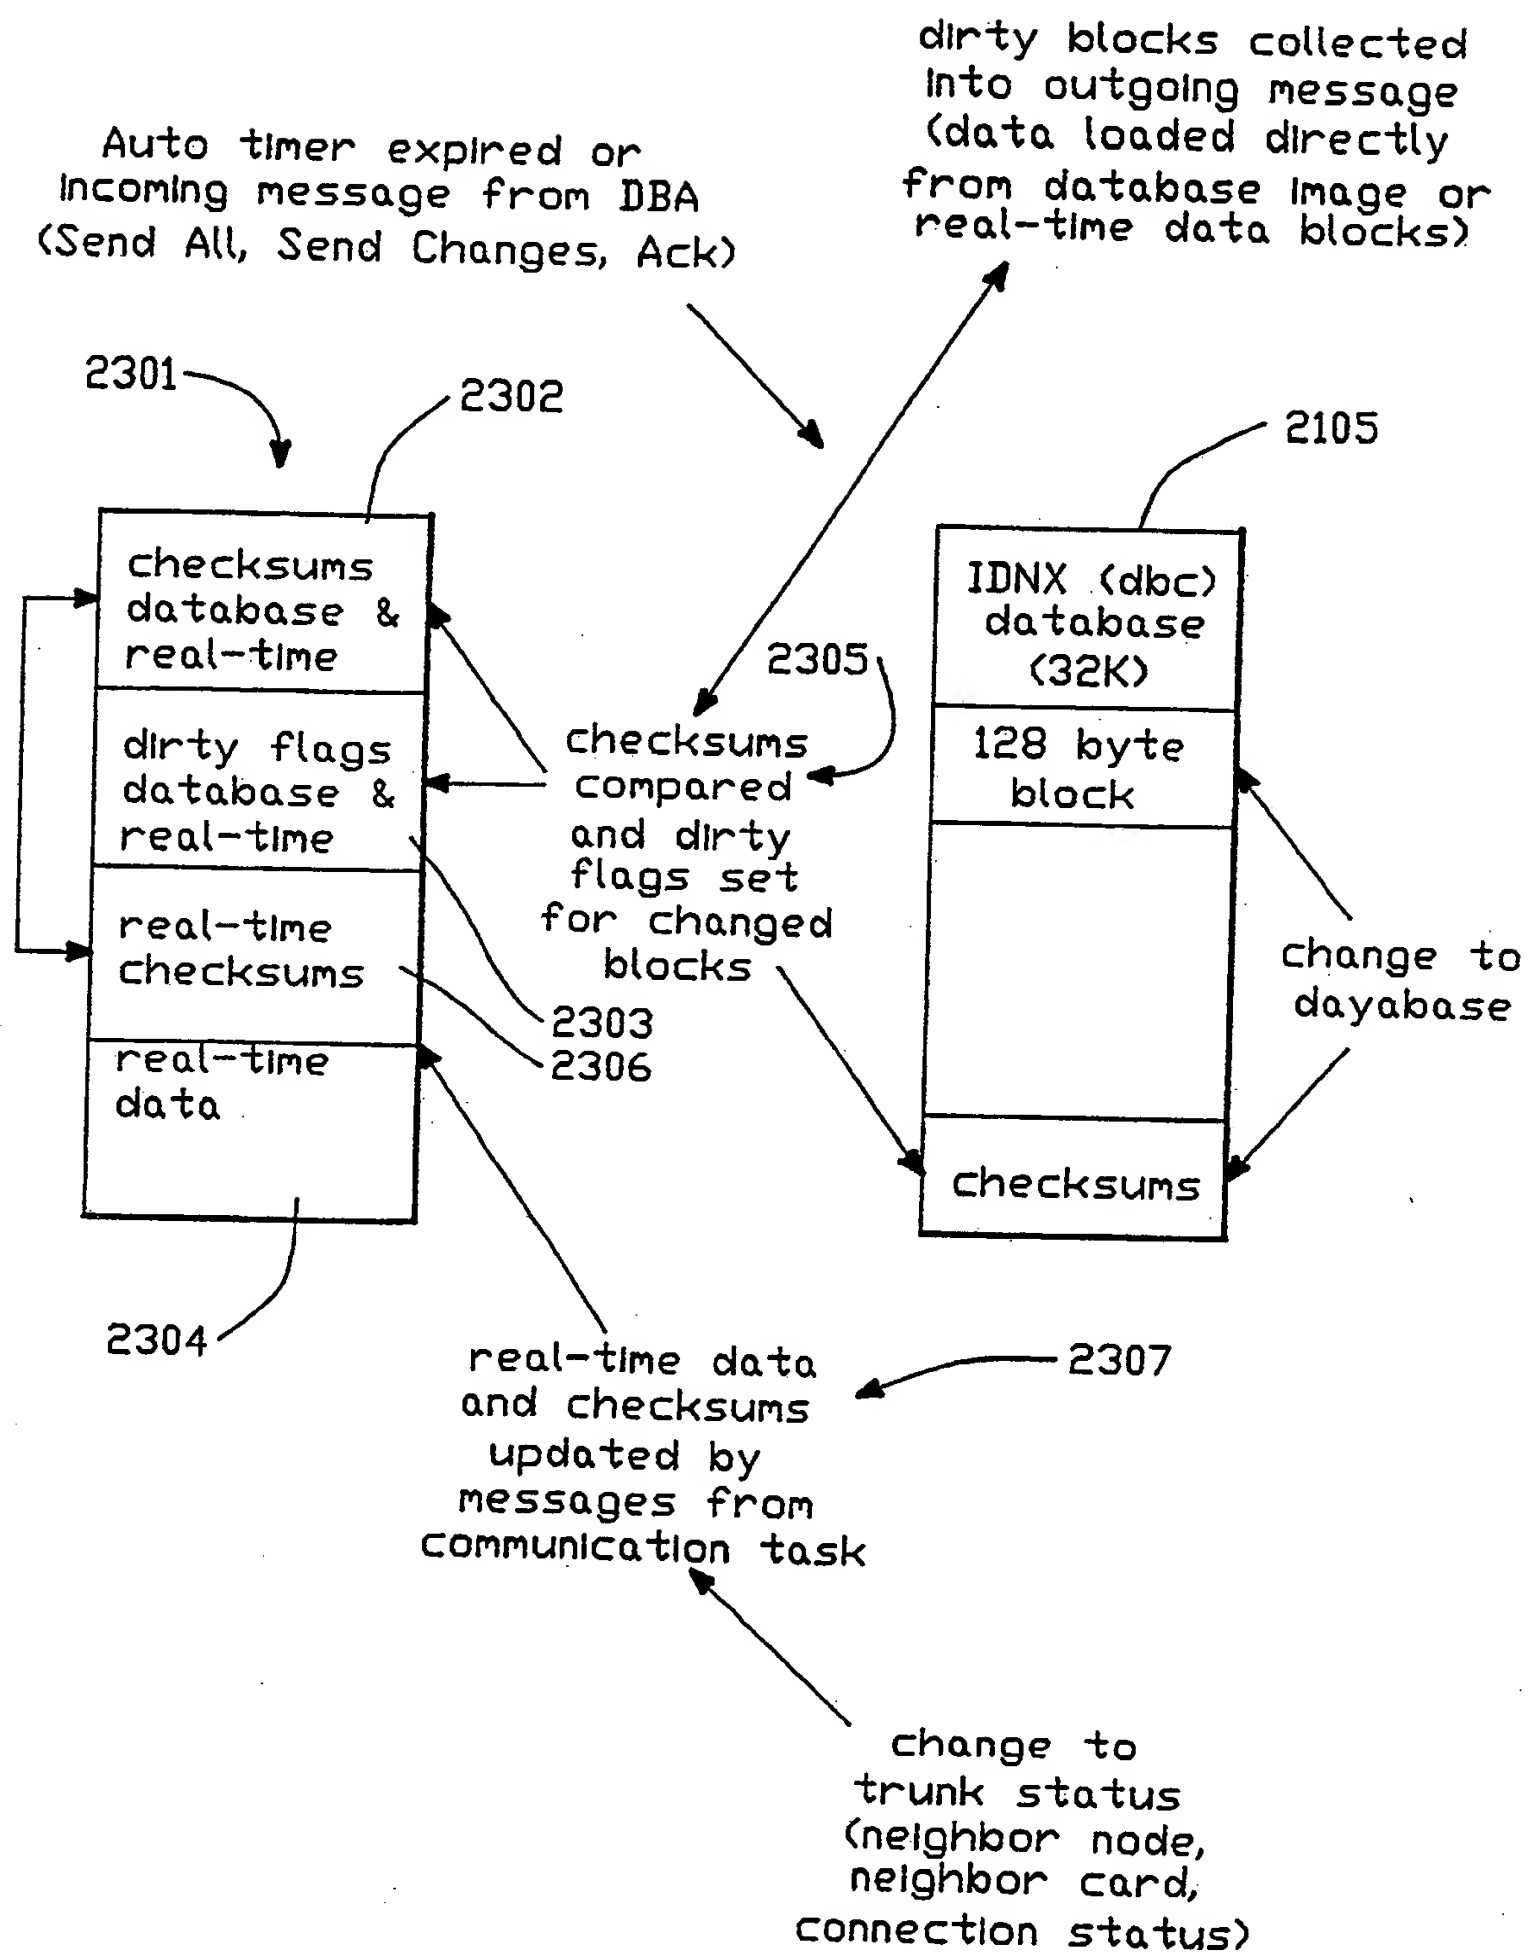 dirty blocks collected
into outgoing message
(data loaded directly
from database image or
real-time data blocks)
Auto timer expired or
incoming message from DBA
(Send All, Send Changes, Ack)
2301
2302
2105
checksums
database &
real-time
dirty flags
database &
real-time
real-time
checksums
real-time
data
2305
checksums
compared
and dirty
flags set
for changed
blocks
2303
2306
IDNX (dbc)
database
(32K)
128 byte
block
checksums
change to
dayabase
2304
real-time data
and checksums
updated by
messages from
communication task
2307
change to
trunk status
(neighbor node,
neighbor card,
connection status)